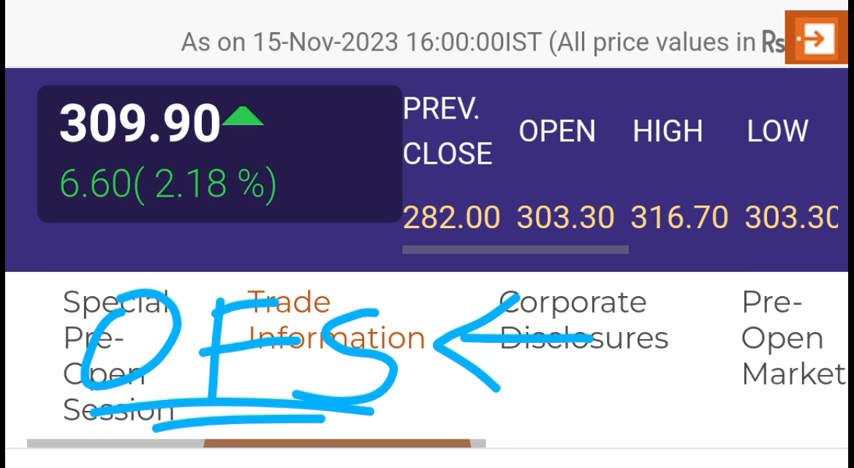 As on 15-Nov-2023 16:00:00IST (All price values in Rs
309.90
6.60( 2.18 %)
PREV. CLOSE OPEN HIGH LOW
282.00 303.30 316.70 303.30
Special Pre-Open Session
Trade Information
Corporate Disclosures
Pre-Open Market
OFS